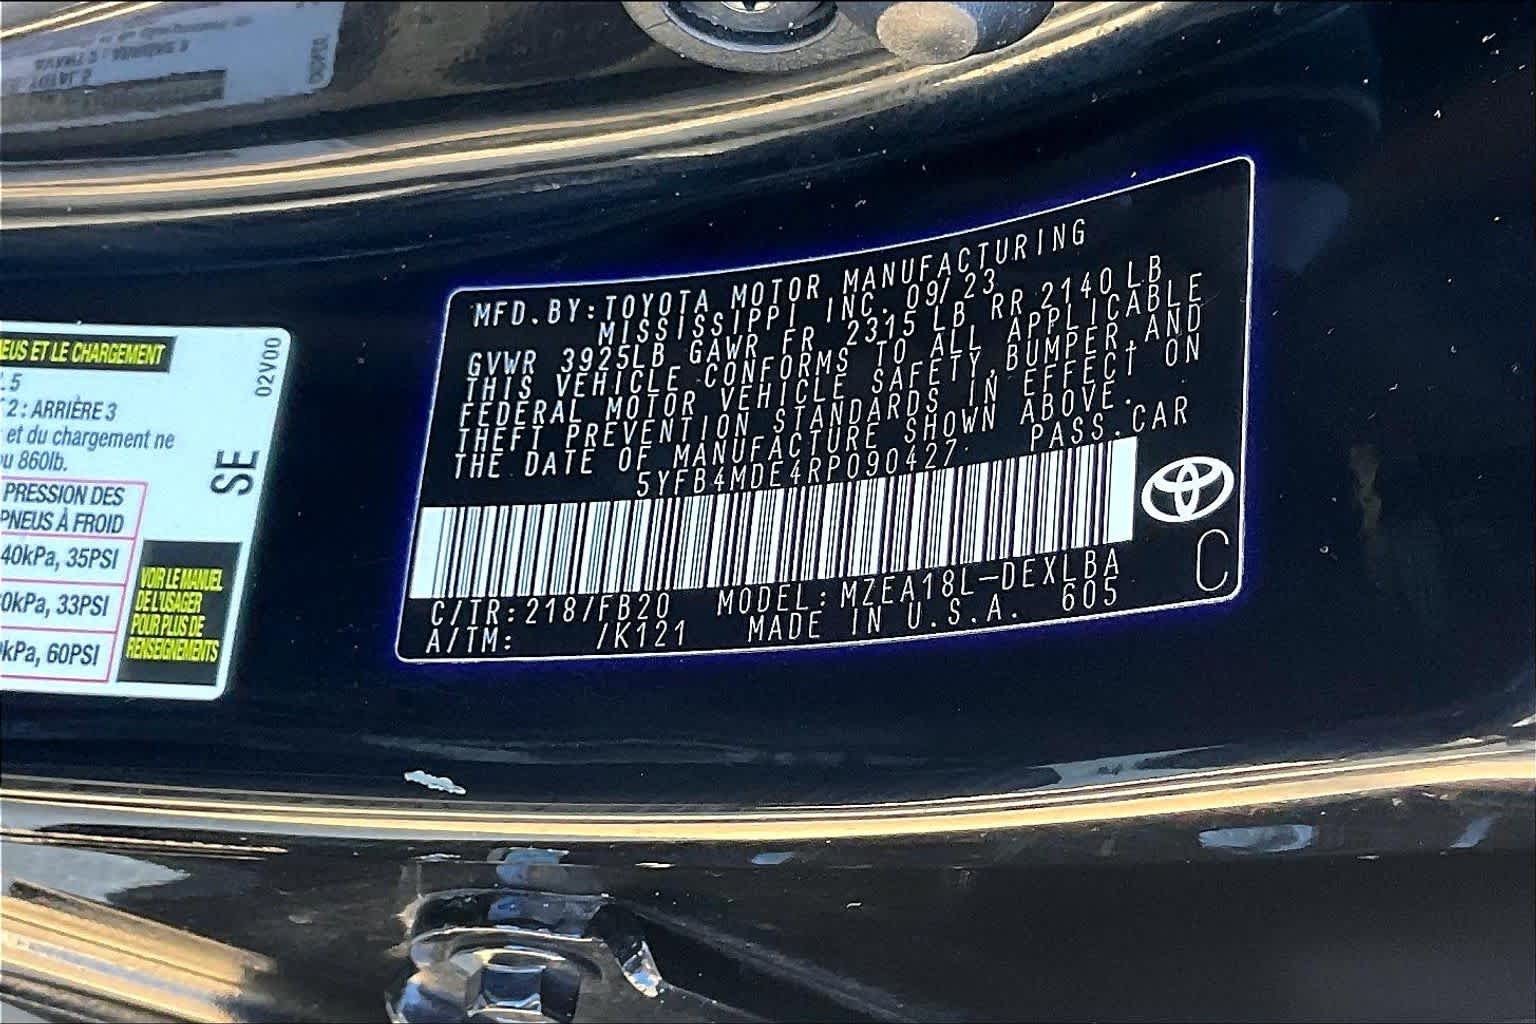 MFD.BY:TOYOTA MOTOR MANUFACTURING
MISSISSIPPI INC. 09/23
GVWR 3925LB GAWR FR 2315 LB RR 2140 LB
THIS VEHICLE CONFORMS TO ALL APPLICABLE
FEDERAL MOTOR VEHICLE SAFETY,BUMPER,AND
THEFT PREVENTION STANDARDS IN EFFECT ON
THE DATE OF MANUFACTURE SHOWN ABOVE.
5YFB4MDE4RP090427 PASS.CAR
C/TR:218/FB20 MODEL:MZEA18L-DEXLBA
A/TM: /K121 MADE IN U.S.A. 605
C
ET LE CHARGEMENT
02V00
5
2 : ARRIÈRE 3
et du chargement ne
860lb.
SE
PRESSION DES
PNEUS À FROID
40kPa, 35PSI
0kPa, 33PSI
kPa, 60PSI
VOIR LE MANUEL
DE L'USAGER
POUR PLUS DE
RENSEIGNEMENTS